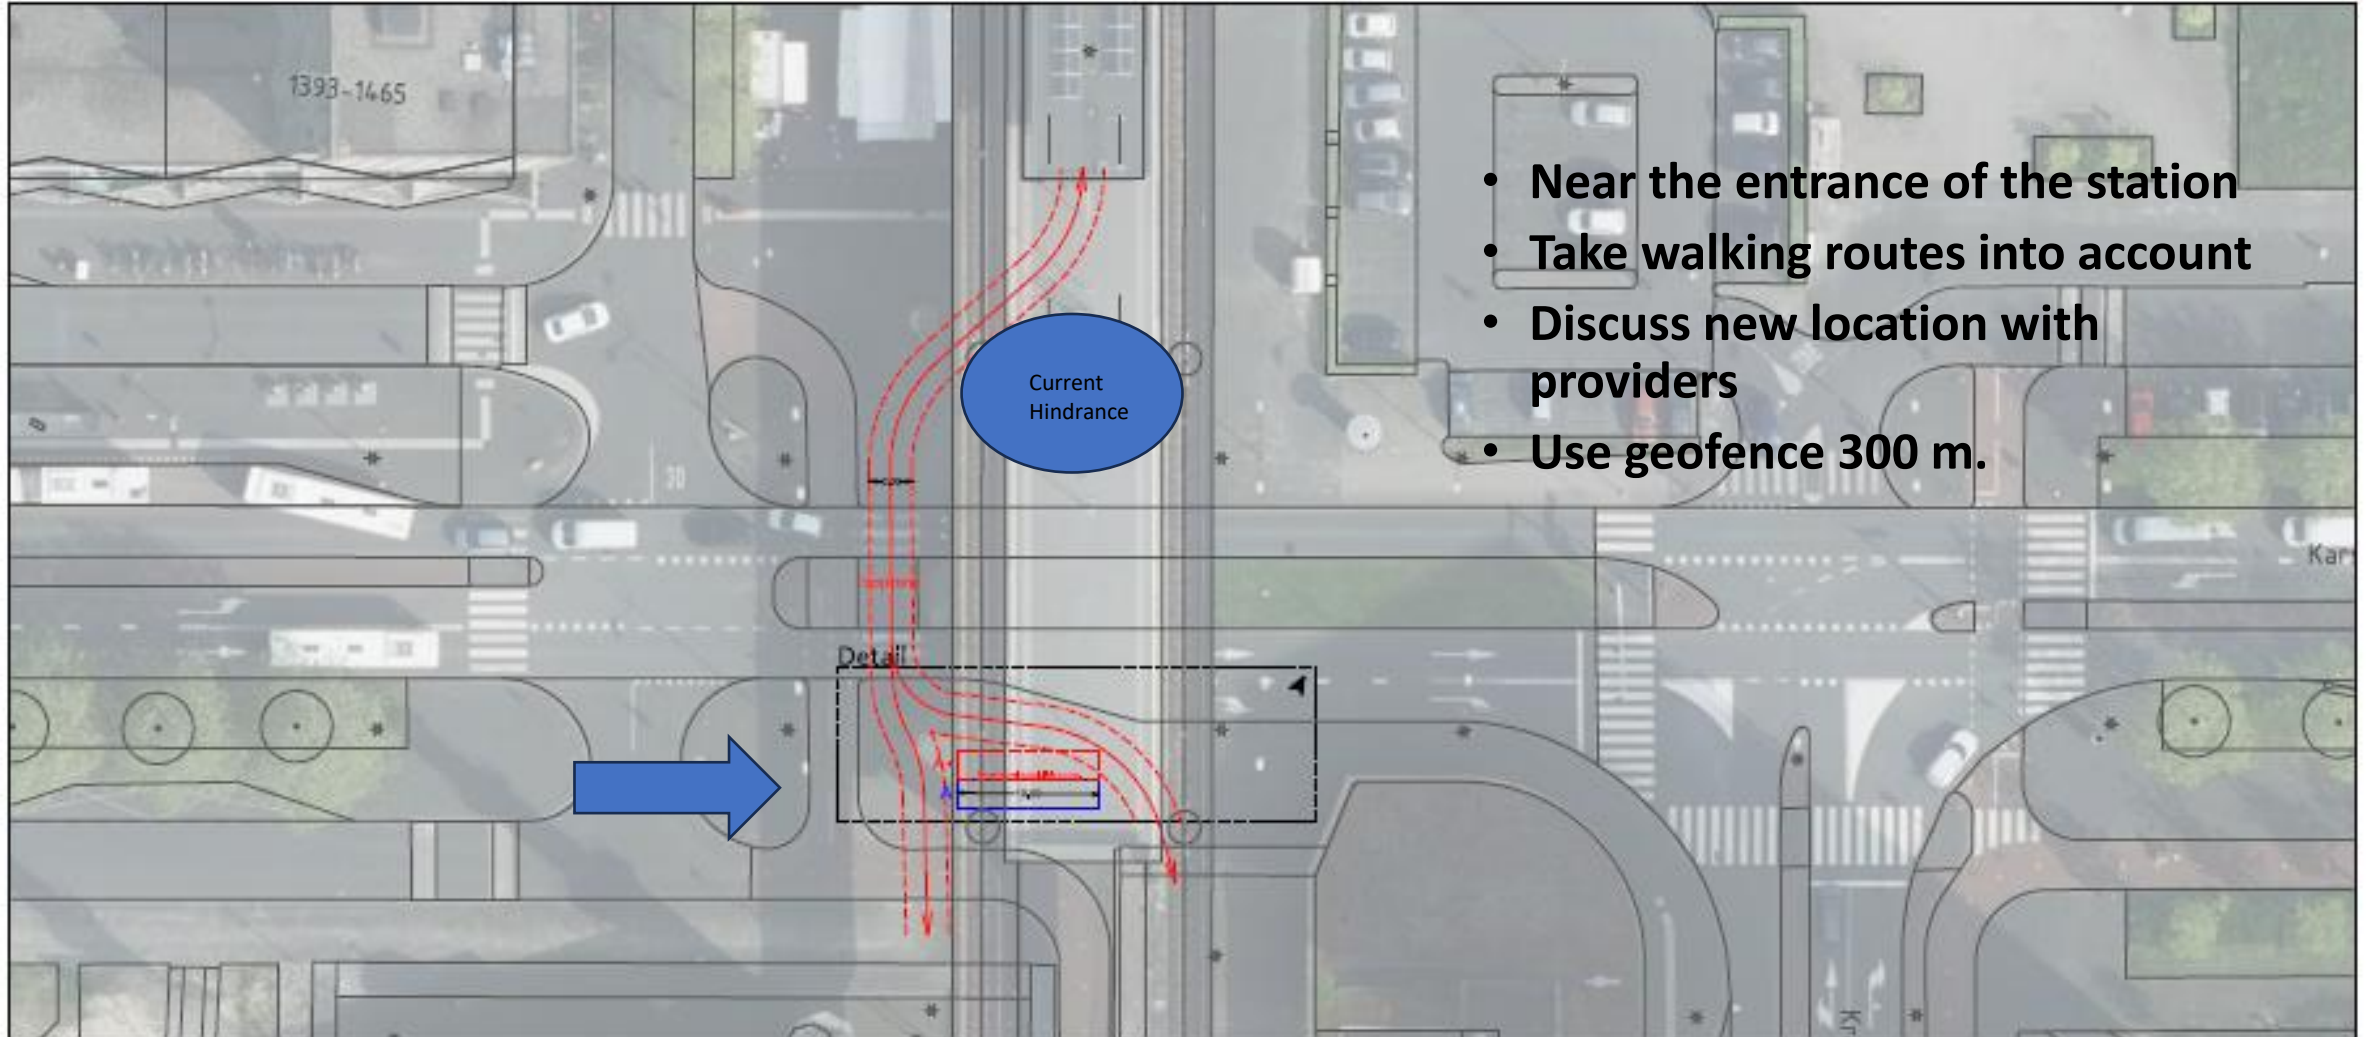 1393-1465
• Near the entrance of the station
• Take walking routes into account
• Discuss new location with
providers
• Use geofence 300 m.
Current
Hindrance
30
Kar
Detail
Kr